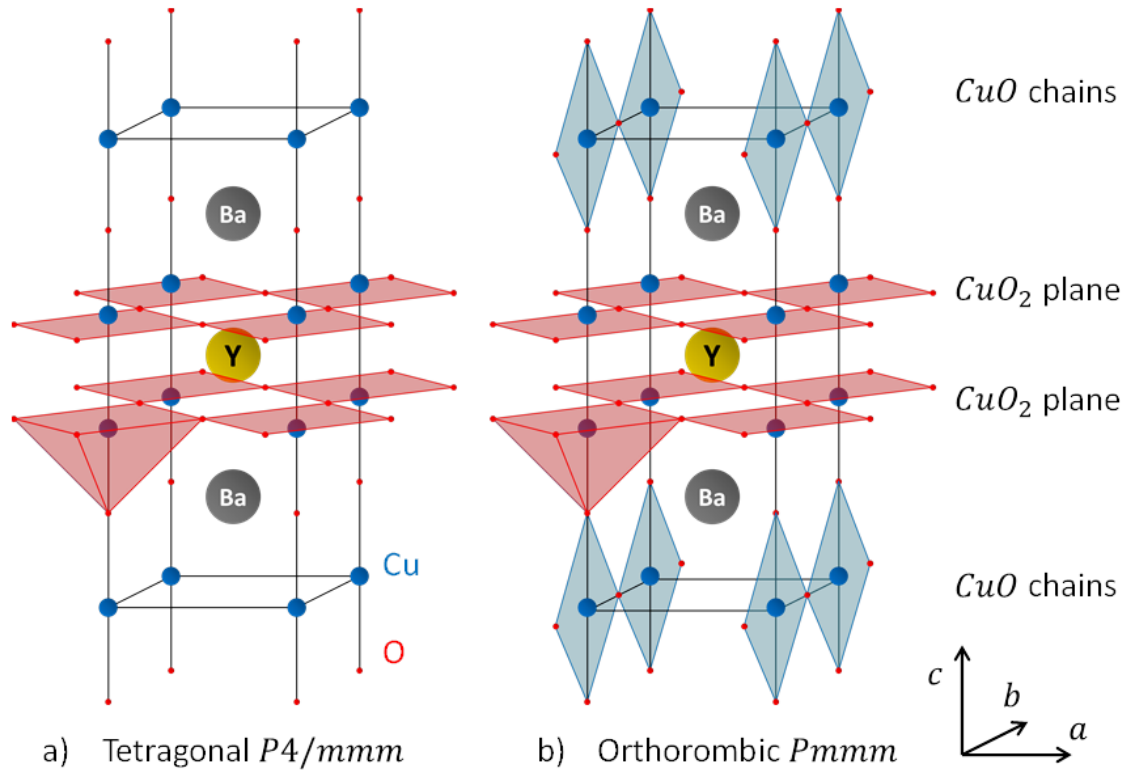 CuO chains
Ba
Ba
CuO₂ plane
Y
Y
CuO₂ plane
Ba
Ba
Cu
CuO chains
O
c
b
a
a) Tetragonal P4/mmm
b) Orthorombic Pmmm